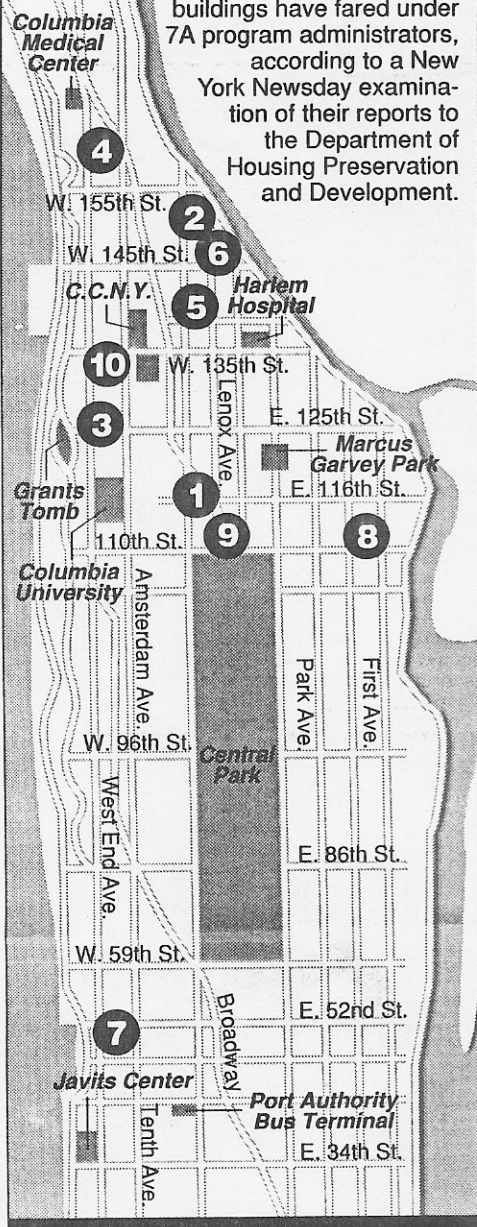 buildings have fared under
7A program administrators,
according to a New
York Newsday examina-
tion of their reports to
the Department of
Housing Preservation
and Development.
Columbia
Medical
Center
4
W. 155th St.
2
W. 145th St.
6
C.C.N.Y.
5
Harlem
Hospital
10
W. 135th St.
Lenox Ave.
E. 125th St.
3
Marcus
Garvey Park
Grants
Tomb
1
E. 116th St.
110th St.
9
8
Columbia
University
Amsterdam Ave.
Park Ave.
First Ave.
W. 96th St.
Central
Park
West End Ave.
E. 86th St.
W. 59th St.
Broadway
E. 52nd St.
7
Javits Center
Port Authority
Bus Terminal
Tenth Ave.
E. 34th St.